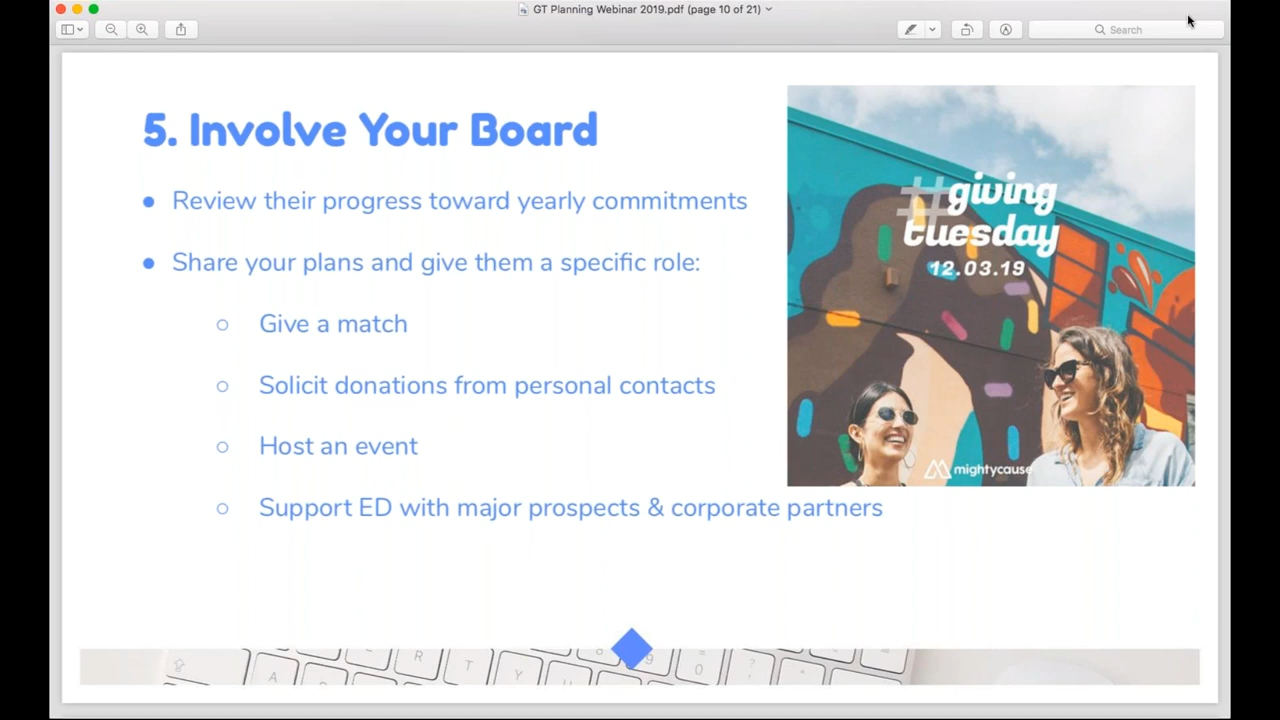 GT Planning Webinar 2019.pdf (page 10 of 21)
Search
5. Involve Your Board
● Review their progress toward yearly commitments
● Share your plans and give them a specific role:
○ Give a match
○ Solicit donations from personal contacts
○ Host an event
○ Support ED with major prospects & corporate partners
#giving
tuesday
12.03.19
mightycause
R
T
Y
U
A
9
0
?